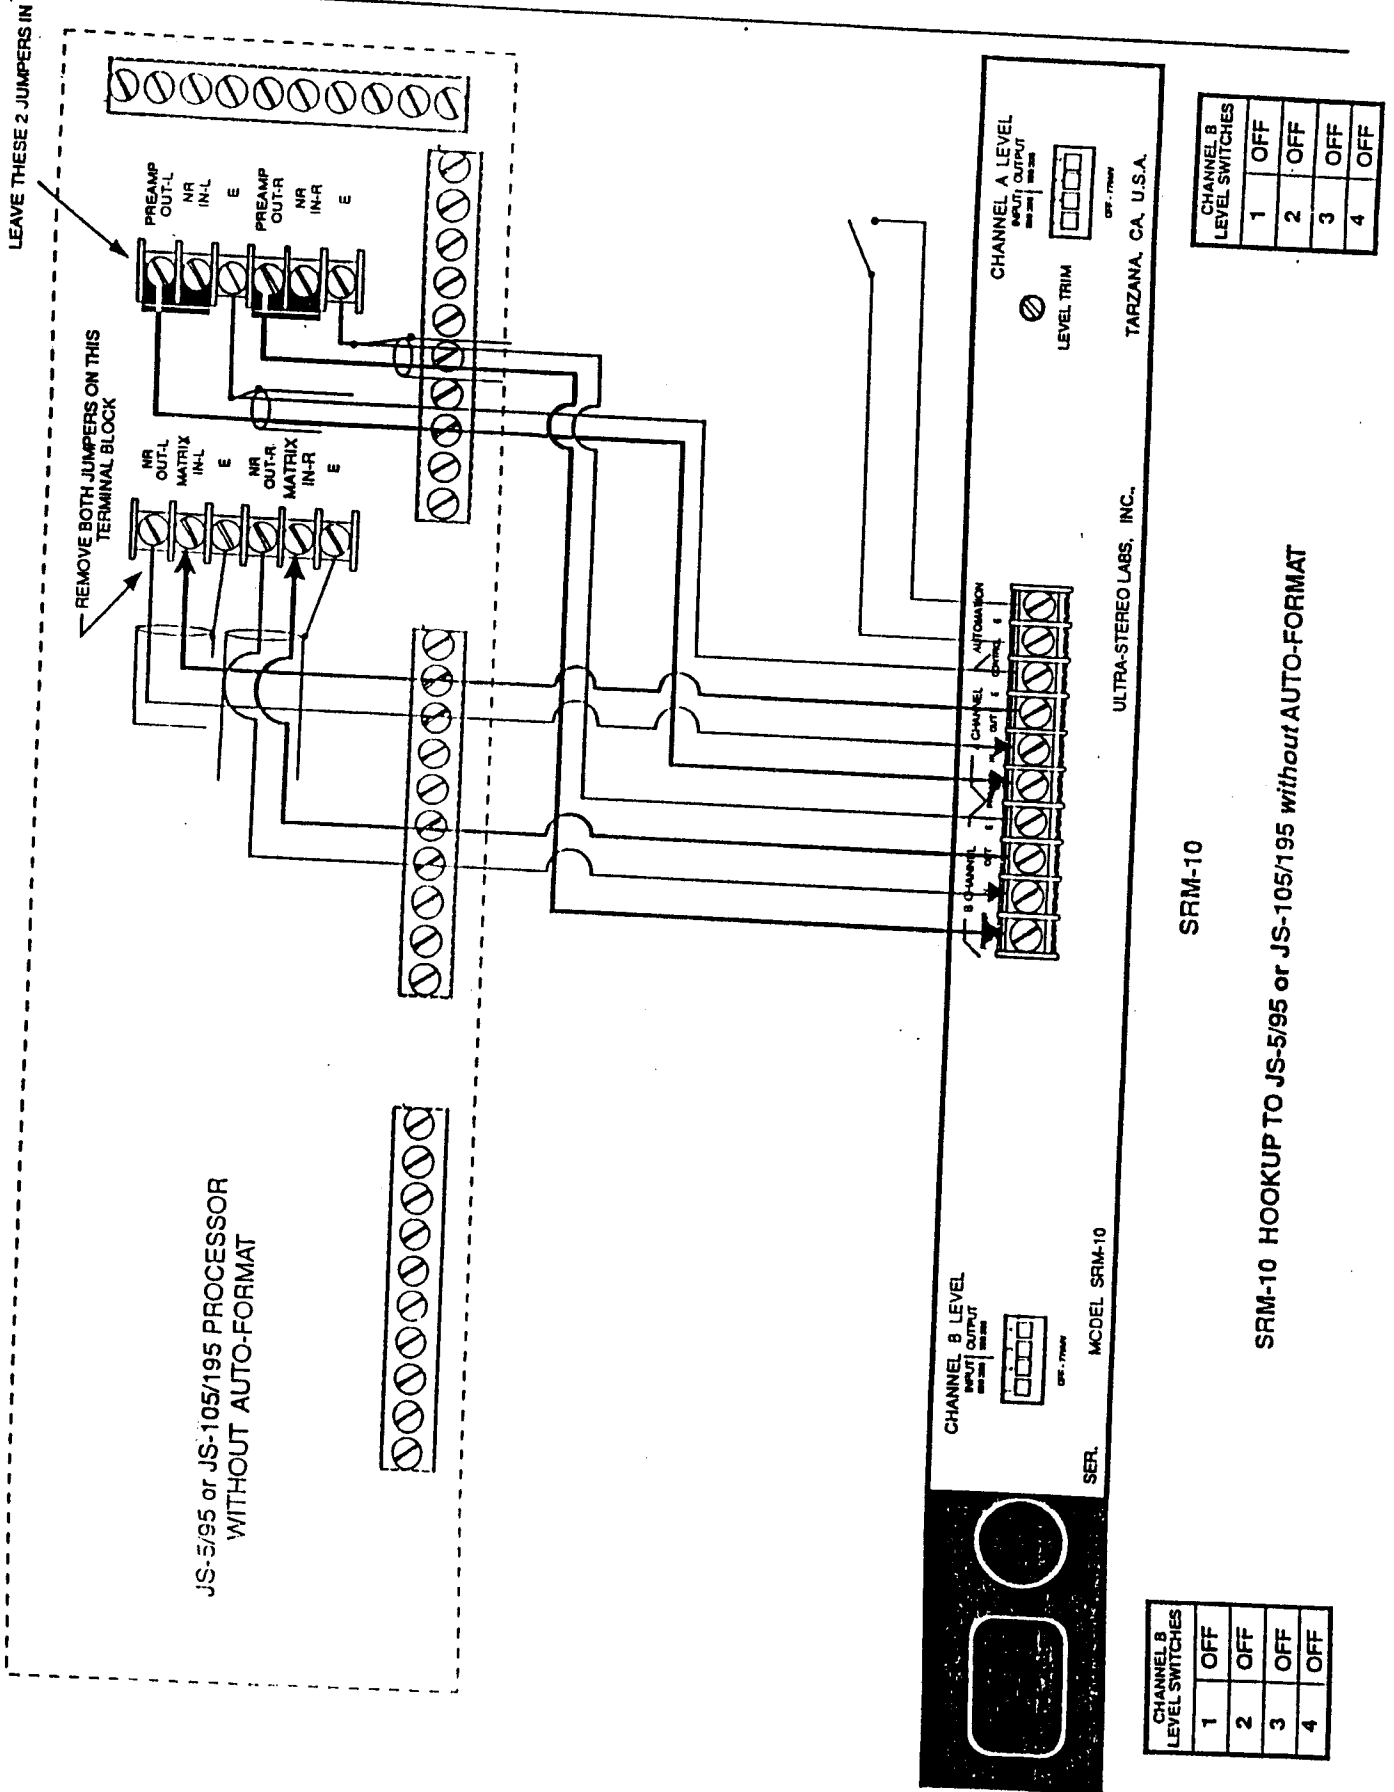 LEAVE THESE 2 JUMPERS IN
PREAMP
OUT-L
NR
IN-L
E
PREAMP
OUT-R
NR
IN-R
E
REMOVE BOTH JUMPERS ON THIS
TERMINAL BLOCK
NR
OUT-L
MATRIX
IN-L
E
NR
OUT-R
MATRIX
IN-R
E
JS-5/95 or JS-105/195 PROCESSOR
WITHOUT AUTO-FORMAT
CHANNEL B LEVEL
INPUT OUTPUT
SER.
MODEL SRM-10
B CHANNEL
OUT
E
CHANNEL
OUT
E
AUTOMATION
CONTROL
E
ULTRA-STEREO LABS, INC.,
TARZANA, CA, U.S.A.
LEVEL TRIM
CHANNEL A LEVEL
INPUT OUTPUT
CHANNEL B
LEVEL SWITCHES
1 OFF
2 OFF
3 OFF
4 OFF
CHANNEL B
LEVEL SWITCHES
1 OFF
2 OFF
3 OFF
4 OFF
SRM-10
SRM-10 HOOKUP TO JS-5/95 or JS-105/195 without AUTO-FORMAT